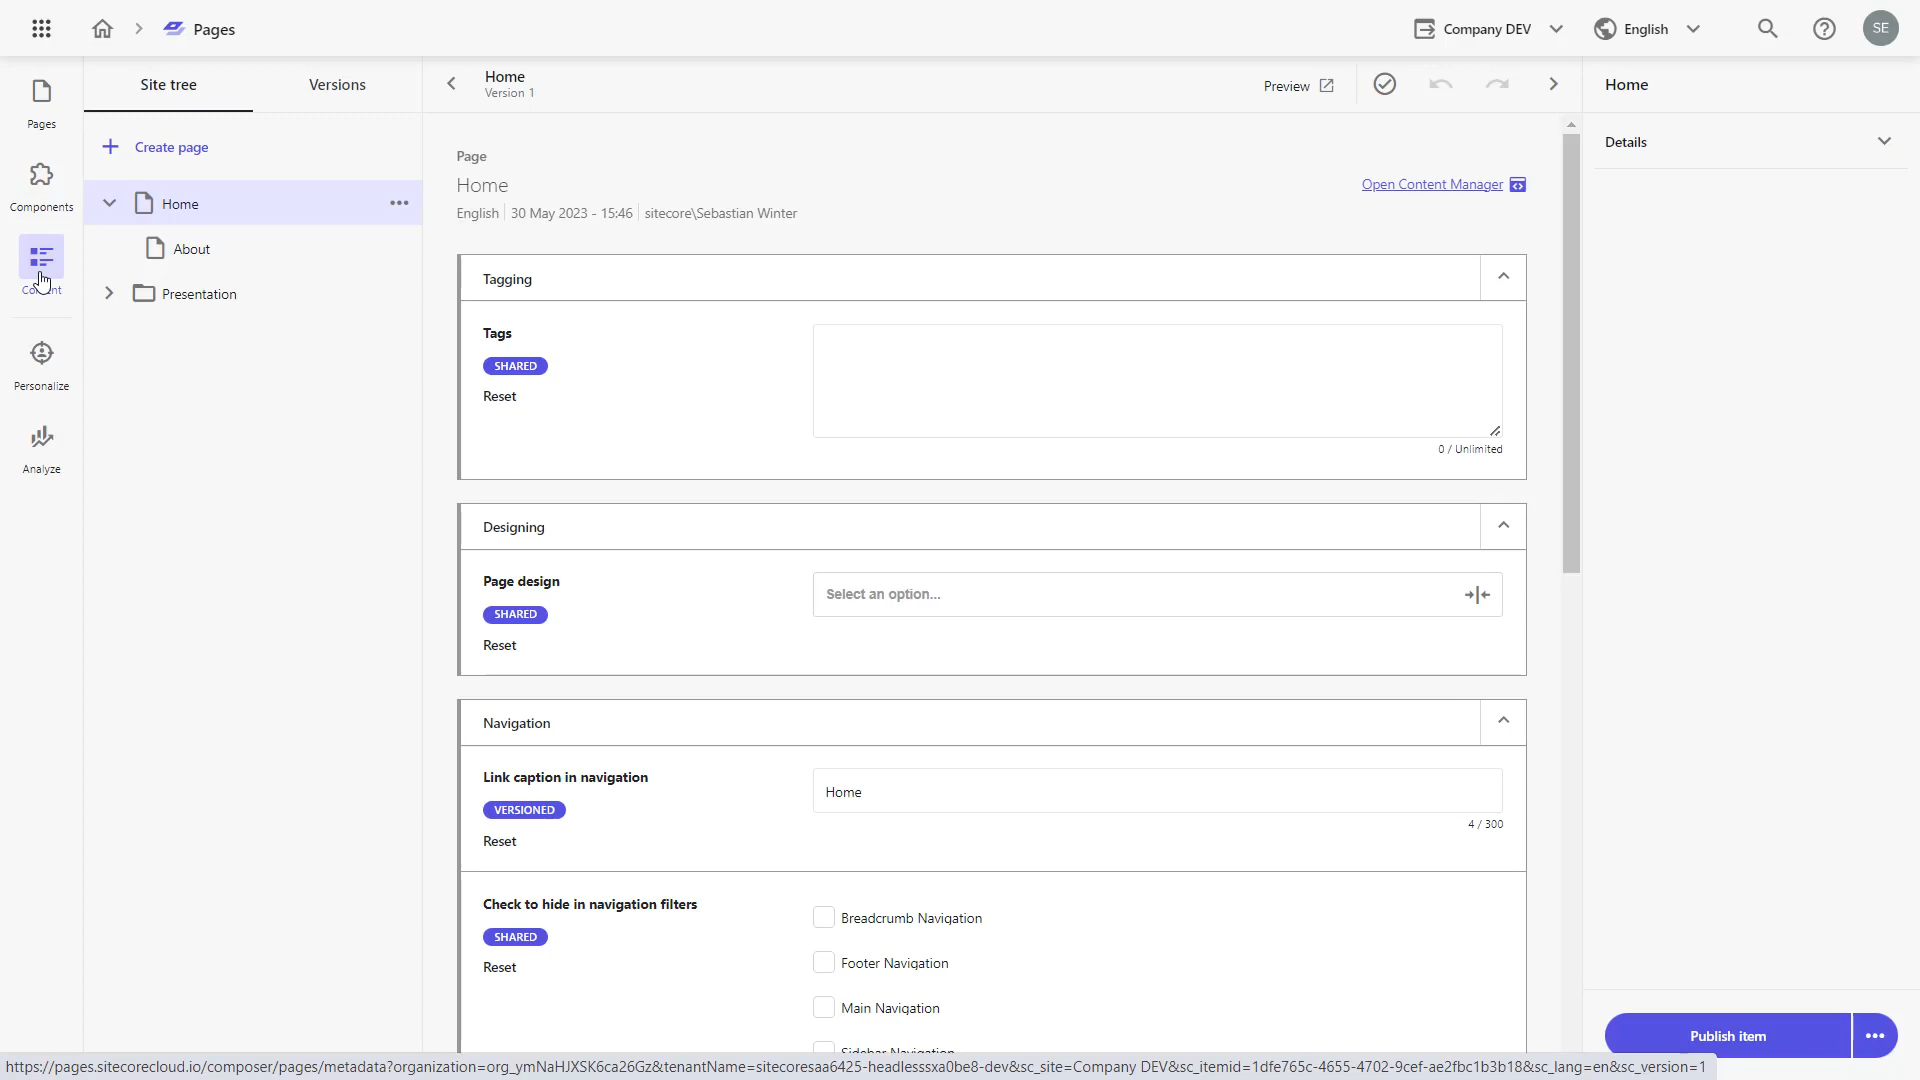 Pages
Company DEV
English
SE
Pages
Components
Content
Personalize
Analyze
Site tree
Versions
Create page
Home
About
Presentation
Home
Version 1
Preview
Page
Home
English
30 May 2023 - 15:46
sitecore\Sebastian Winter
Open Content Manager
Tagging
Tags
SHARED
Reset
0 / Unlimited
Designing
Page design
SHARED
Reset
Select an option...
Navigation
Link caption in navigation
VERSIONED
Reset
Home
4 / 300
Check to hide in navigation filters
SHARED
Reset
Breadcrumb Navigation
Footer Navigation
Main Navigation
Sidebar Navigation
Home
Details
Publish item
https://pages.sitecorecloud.io/composer/pages/metadata?organization=org_ymNaHJXSK6ca26Gz&tenantName=sitecoresaa6425-headlesssxa0be8-dev&sc_site=Company DEV&sc_itemid=1dfe765c-4655-4702-9cef-ae2fbc1b3b18&sc_lang=en&sc_version=1